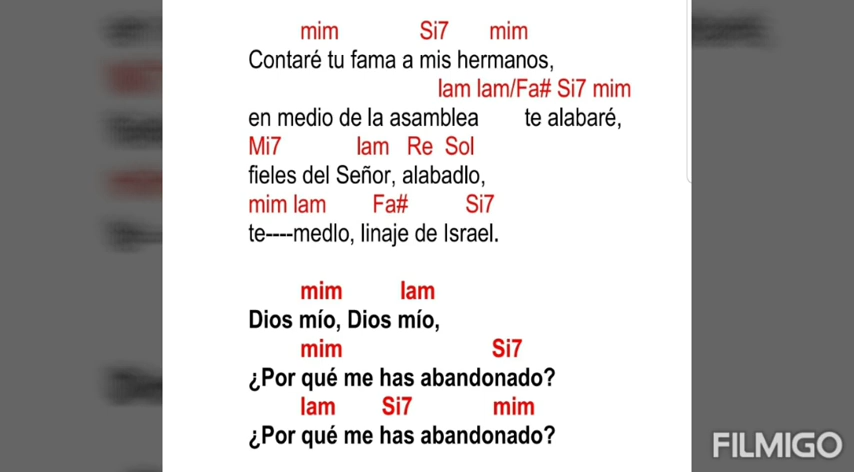 mim Si7 mim
Contaré tu fama a mis hermanos,
lam lam/Fa# Si7 mim
en medio de la asamblea te alabaré,
Mi7 lam Re Sol
fieles del Señor, alabadlo,
mim lam Fa# Si7
te----medlo, linaje de Israel.
mim lam
Dios mío, Dios mío,
mim Si7
¿Por qué me has abandonado?
lam Si7 mim
¿Por qué me has abandonado?
FILMIGO